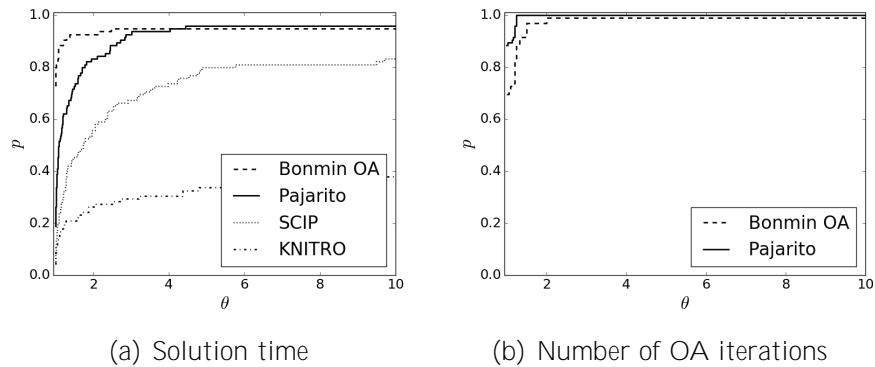 1.0
0.8
0.6
0.4
0.2
0.0
p
2
4
6
8
10
θ
Bonmin OA
Pajarito
SCIP
KNITRO
(a) Solution time
1.0
0.8
0.6
0.4
0.2
0.0
p
2
4
6
8
10
θ
Bonmin OA
Pajarito
(b) Number of OA iterations